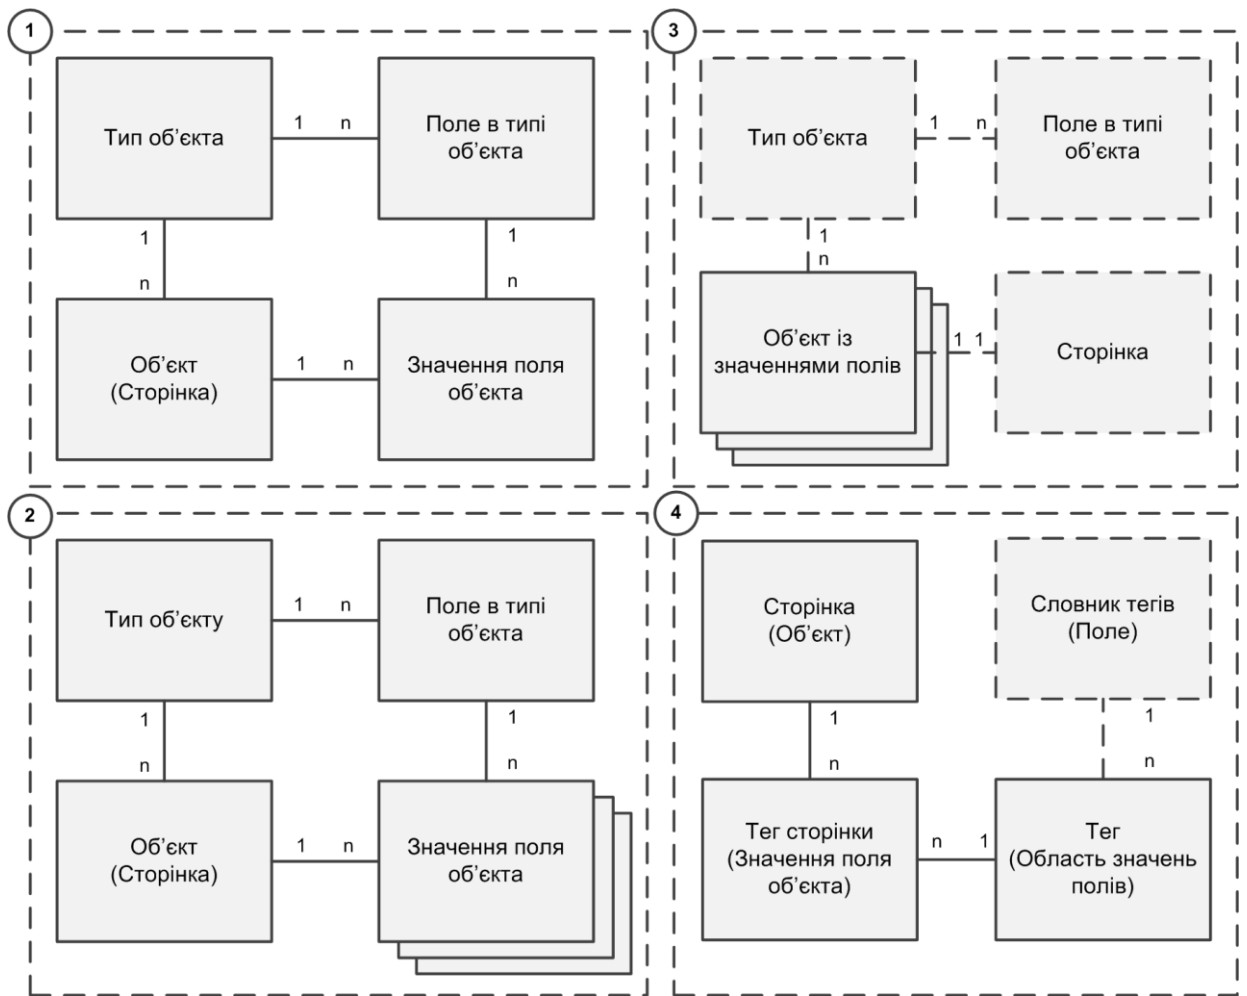 1
Тип об’єкта
1 n
Поле в типі
об’єкта
1
n
1
n
Об’єкт
(Сторінка)
1 n
Значення поля
об’єкта
3
Тип об’єкта
1 n
Поле в типі
об’єкта
1
n
Об’єкт із
значеннями полів
1 1
Сторінка
2
Тип об’єкту
1 n
Поле в типі
об’єкта
1
n
1
n
Об’єкт
(Сторінка)
1 n
Значення поля
об’єкта
4
Сторінка
(Об’єкт)
Словник тегів
(Поле)
1
n
1
n
Тег сторінки
(Значення поля
об’єкта)
n 1
Тег
(Область значень
полів)